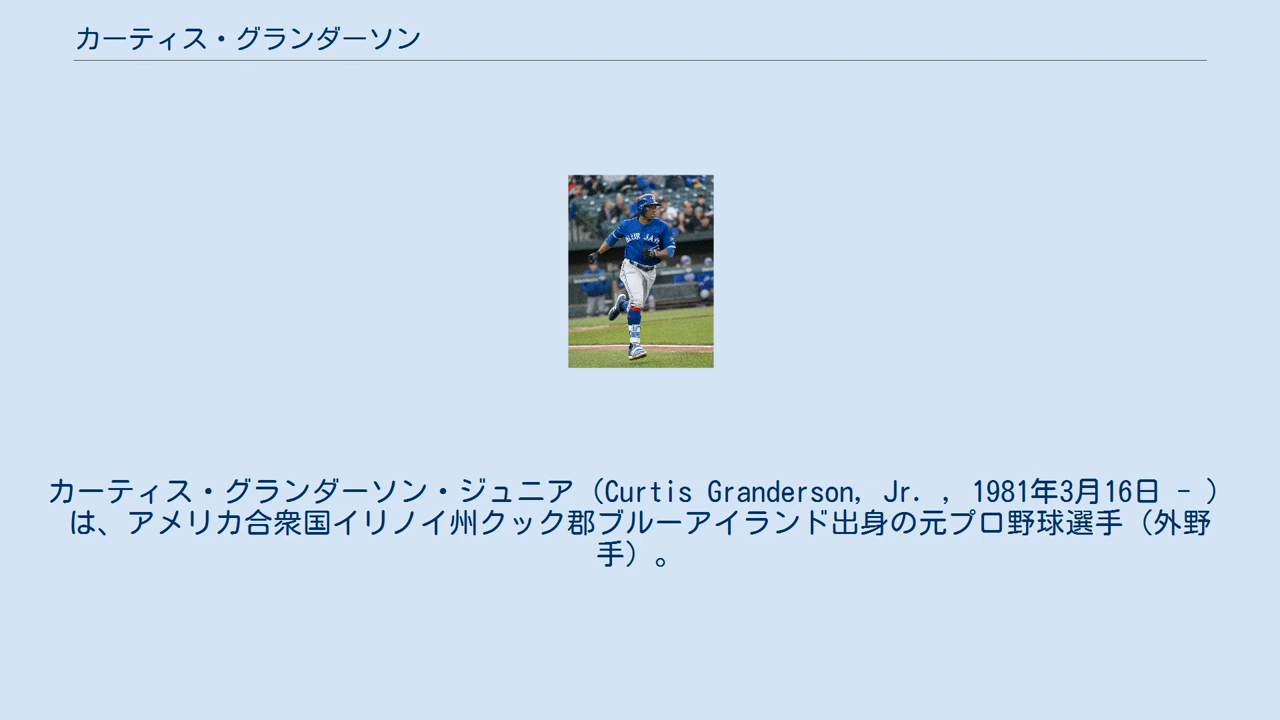 カーティス・グランダーソン
BLUE JAYS
カーティス・グランダーソン・ジュニア（Curtis Granderson, Jr. , 1981年3月16日 - ）
は、アメリカ合衆国イリノイ州クック郡ブルーアイランド出身の元プロ野球選手（外野
手）。